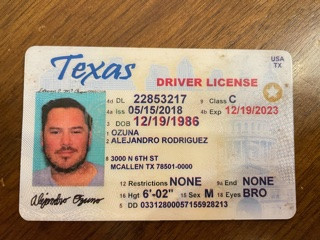 Texas
USA
TX
DRIVER LICENSE
4d DL 22853217 9 Class C
4a Iss 05/15/2018 4b Exp 12/19/2023
3 DOB 12/19/1986
1 OZUNA
2 ALEJANDRO RODRIGUEZ
8 3000 N 6TH ST
MCALLEN TX 78501-0000
12 Restrictions NONE 9a End NONE
16 Hgt 6'-02" 15 Sex M 18 Eyes BRO
5 DD 03312800057155928213
Alejandro Ozuna